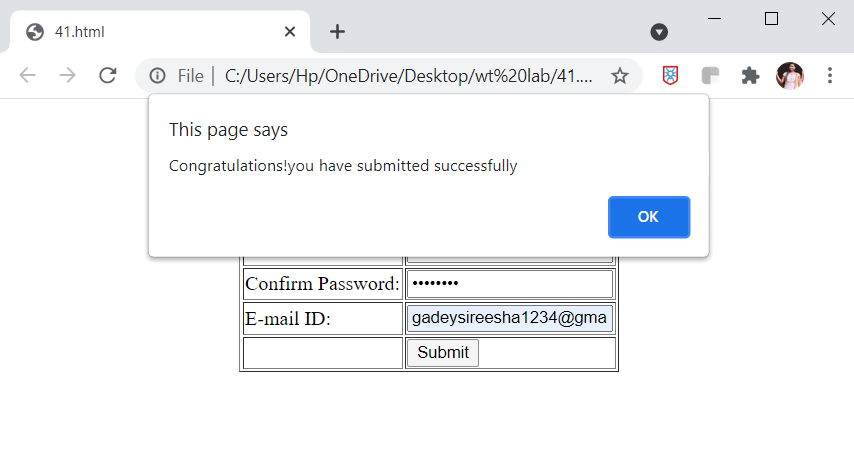 41.html
File | C:/Users/Hp/OneDrive/Desktop/wt%20lab/41....
This page says
Congratulations!you have submitted successfully
OK
Confirm Password: ••••••••
E-mail ID: gadeysireesha1234@gma
Submit